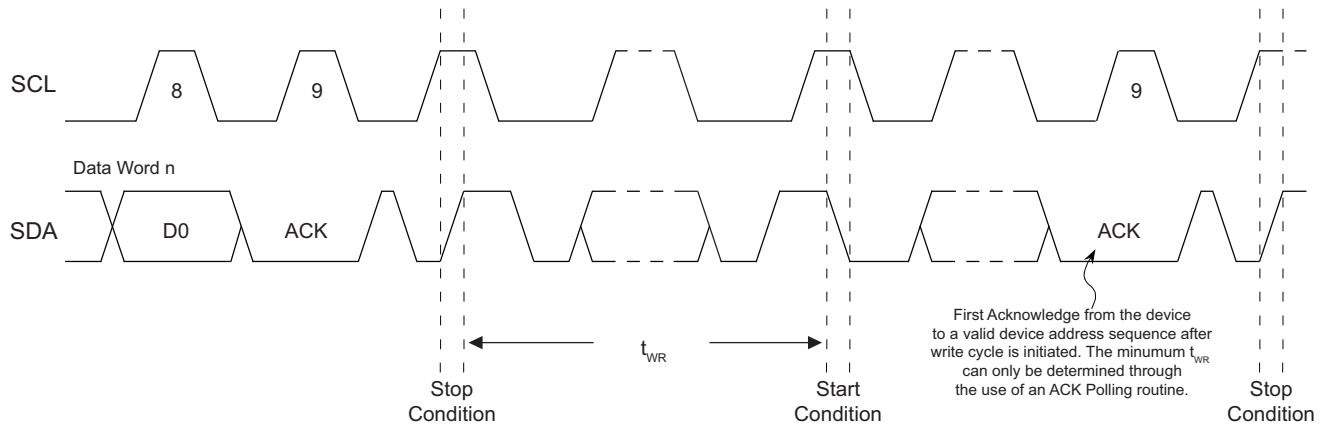 SCL
8
9
9
Data Word n
SDA
D0
ACK
ACK
First Acknowledge from the device
to a valid device address sequence after
write cycle is initiated. The minumum tWR
can only be determined through
the use of an ACK Polling routine.
tWR
Stop
Condition
Start
Condition
Stop
Condition